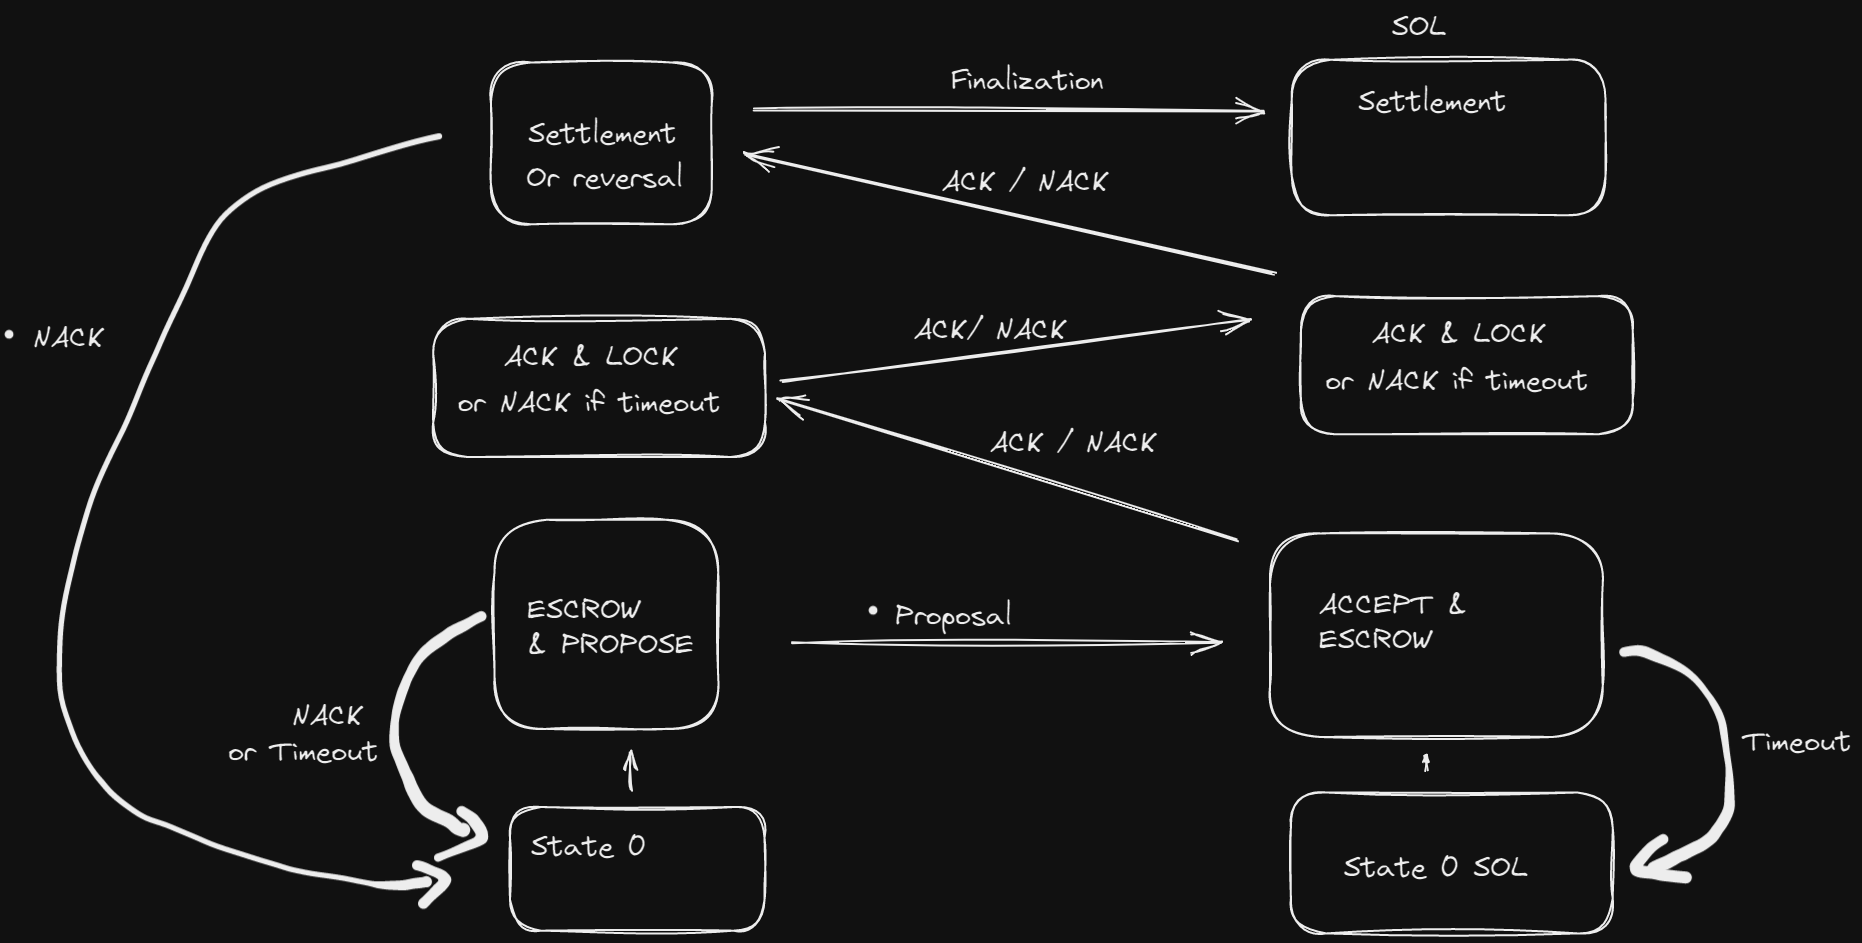 SOL
Finalization
Settlement
Settlement
Or reversal
ACK / NACK
• NACK
ACK/ NACK
ACK & LOCK
or NACK if timeout
ACK & LOCK
or NACK if timeout
ACK / NACK
ESCROW
& PROPOSE
• Proposal
ACCEPT &
ESCROW
NACK
or Timeout
Timeout
State 0
State 0 SOL